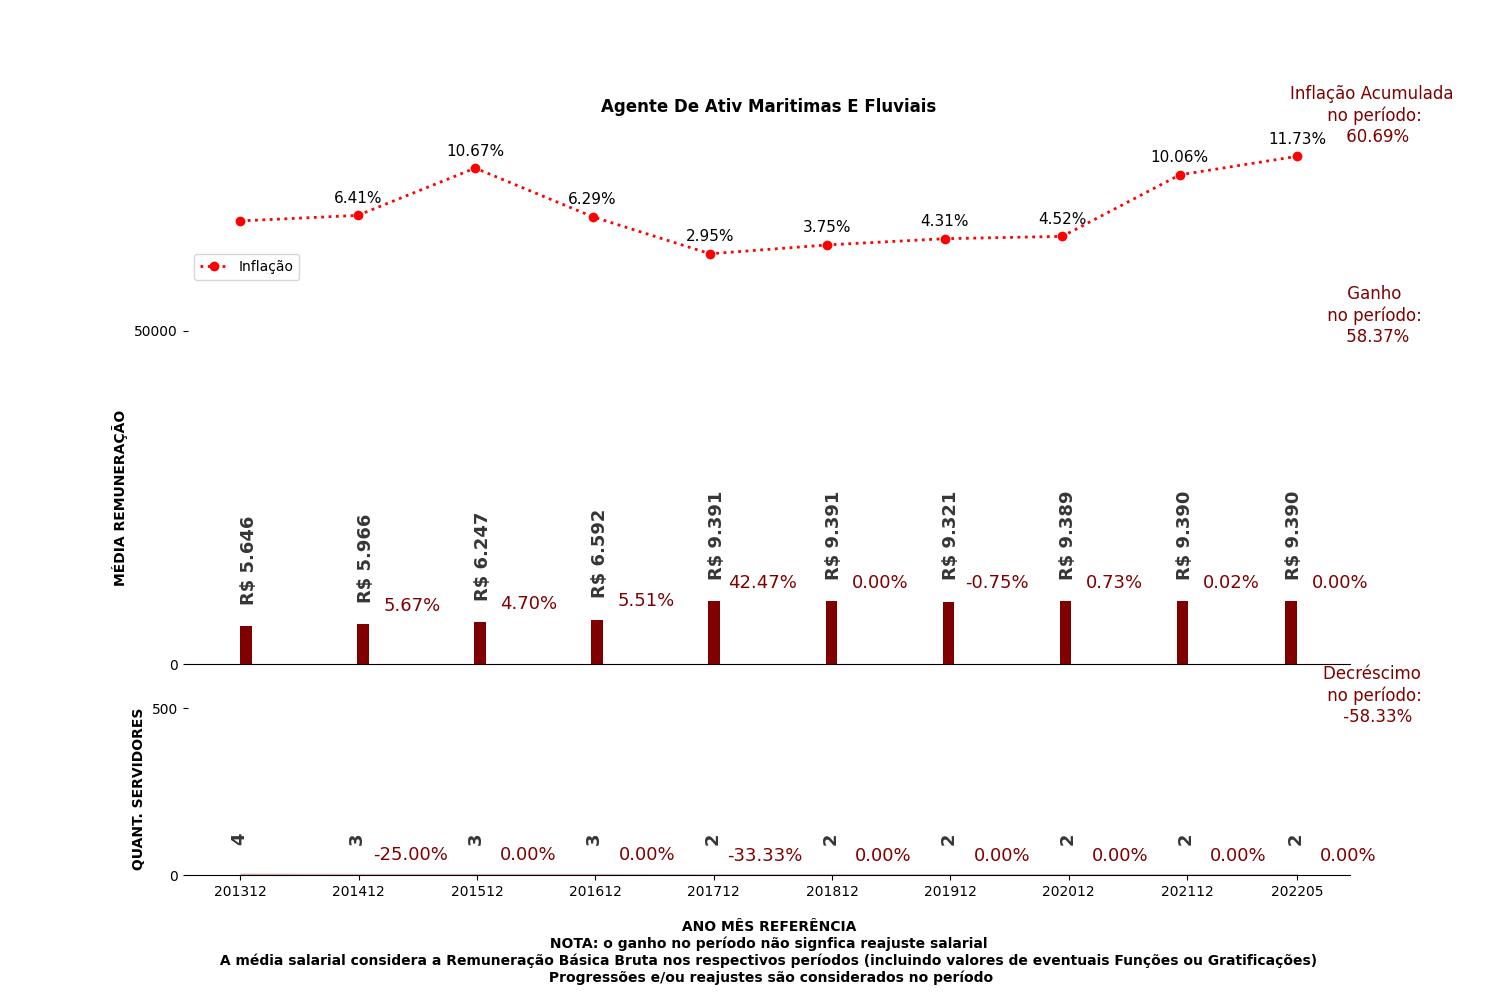 Agente De Ativ Maritimas E Fluviais
Inflação Acumulada
no período:
60.69%
6.41%
10.67%
6.29%
2.95%
3.75%
4.31%
4.52%
10.06%
11.73%
Inflação
Ganho
no período:
58.37%
50000
0
MÉDIA REMUNERAÇÃO
R$ 5.646
R$ 5.966
R$ 6.247
R$ 6.592
R$ 9.391
R$ 9.391
R$ 9.321
R$ 9.389
R$ 9.390
R$ 9.390
5.67%
4.70%
5.51%
42.47%
0.00%
-0.75%
0.73%
0.02%
0.00%
Decréscimo
no período:
-58.33%
500
0
QUANT. SERVIDORES
4
3
3
3
2
2
2
2
2
2
-25.00%
0.00%
0.00%
-33.33%
0.00%
0.00%
0.00%
0.00%
0.00%
201312
201412
201512
201612
201712
201812
201912
202012
202112
202205
ANO MÊS REFERÊNCIA
NOTA: o ganho no período não signfica reajuste salarial
A média salarial considera a Remuneração Básica Bruta nos respectivos períodos (incluindo valores de eventuais Funções ou Gratificações)
Progressões e/ou reajustes são considerados no período